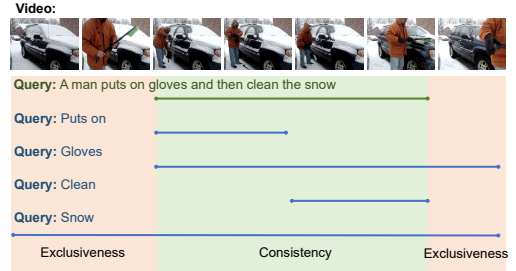 Video:
Query: A man puts on gloves and then clean the snow
Query: Puts on
Query: Gloves
Query: Clean
Query: Snow
Exclusiveness Consistency Exclusiveness